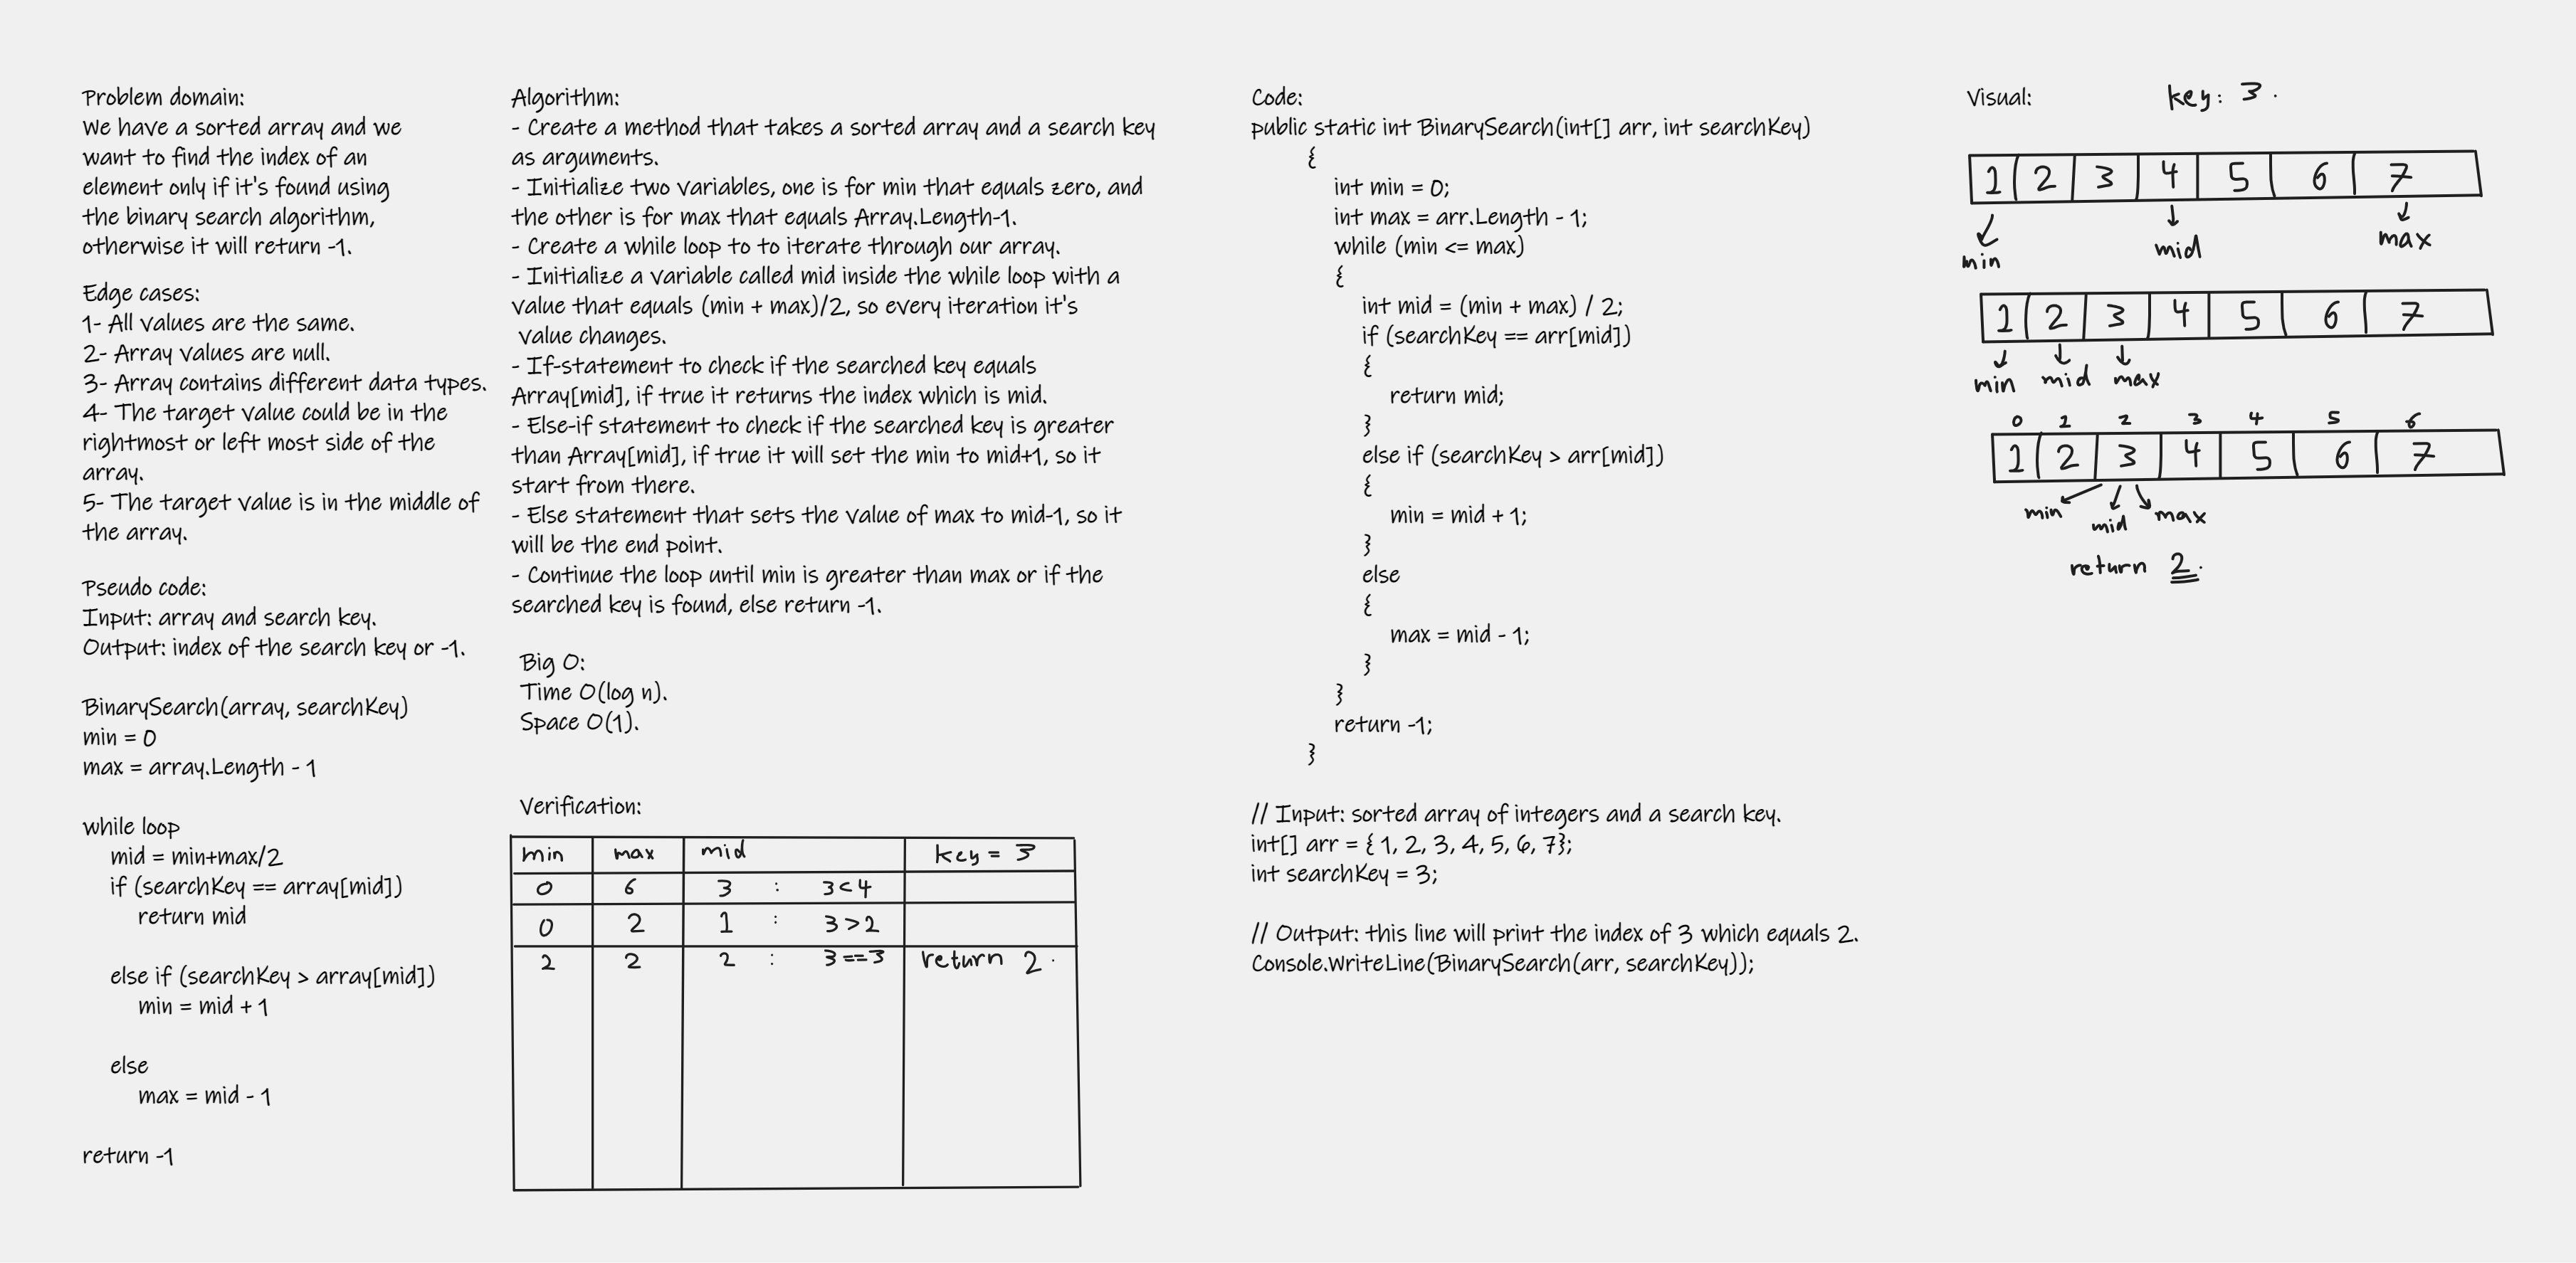 Problem domain:
We have a sorted array and we
want to find the index of an
element only if it's found using
the binary search algorithm,
otherwise it will return -1.
Edge cases:
1- All values are the same.
2- Array values are null.
3- Array contains different data types.
4- The target value could be in the
rightmost or left most side of the
array.
5- The target value is in the middle of
the array.
Pseudo code:
Input: array and search key.
Output: index of the search key or -1.
BinarySearch(array, searchKey)
min = 0
max = array.Length - 1
while loop
mid = min+max/2
if (searchKey == array[mid])
return mid
else if (searchKey > array[mid])
min = mid + 1
else
max = mid - 1
return -1
Algorithm:
- Create a method that takes a sorted array and a search key
as arguments.
- Initialize two variables, one is for min that equals zero, and
the other is for max that equals Array.Length-1.
- Create a while loop to to iterate through our array.
- Initialize a variable called mid inside the while loop with a
value that equals (min + max)/2, so every iteration it's
value changes.
- If-statement to check if the searched key equals
Array[mid], if true it returns the index which is mid.
- Else-if statement to check if the searched key is greater
than Array[mid], if true it will set the min to mid+1, so it
start from there.
- Else statement that sets the value of max to mid-1, so it
will be the end point.
- Continue the loop until min is greater than max or if the
searched key is found, else return -1.
Big O:
Time O(log n).
Space O(1).
Verification:
min max mid key = 3
0 6 3 : 3<4
0 2 1 : 3>2
2 2 2 : 3==3 return 2.
Code:
public static int BinarySearch(int[] arr, int searchKey)
{
int min = 0;
int max = arr.Length - 1;
while (min <= max)
{
int mid = (min + max) / 2;
if (searchKey == arr[mid])
{
return mid;
}
else if (searchKey > arr[mid])
{
min = mid + 1;
}
else
{
max = mid - 1;
}
}
return -1;
}
// Input: sorted array of integers and a search key.
int[] arr = { 1, 2, 3, 4, 5, 6, 7};
int searchKey = 3;
// Output: this line will print the index of 3 which equals 2.
Console.WriteLine(BinarySearch(arr, searchKey));
Visual: key: 3.
1 2 3 4 5 6 7
min mid max
1 2 3 4 5 6 7
min mid max
0 1 2 3 4 5 6
1 2 3 4 5 6 7
min mid max
return 2.